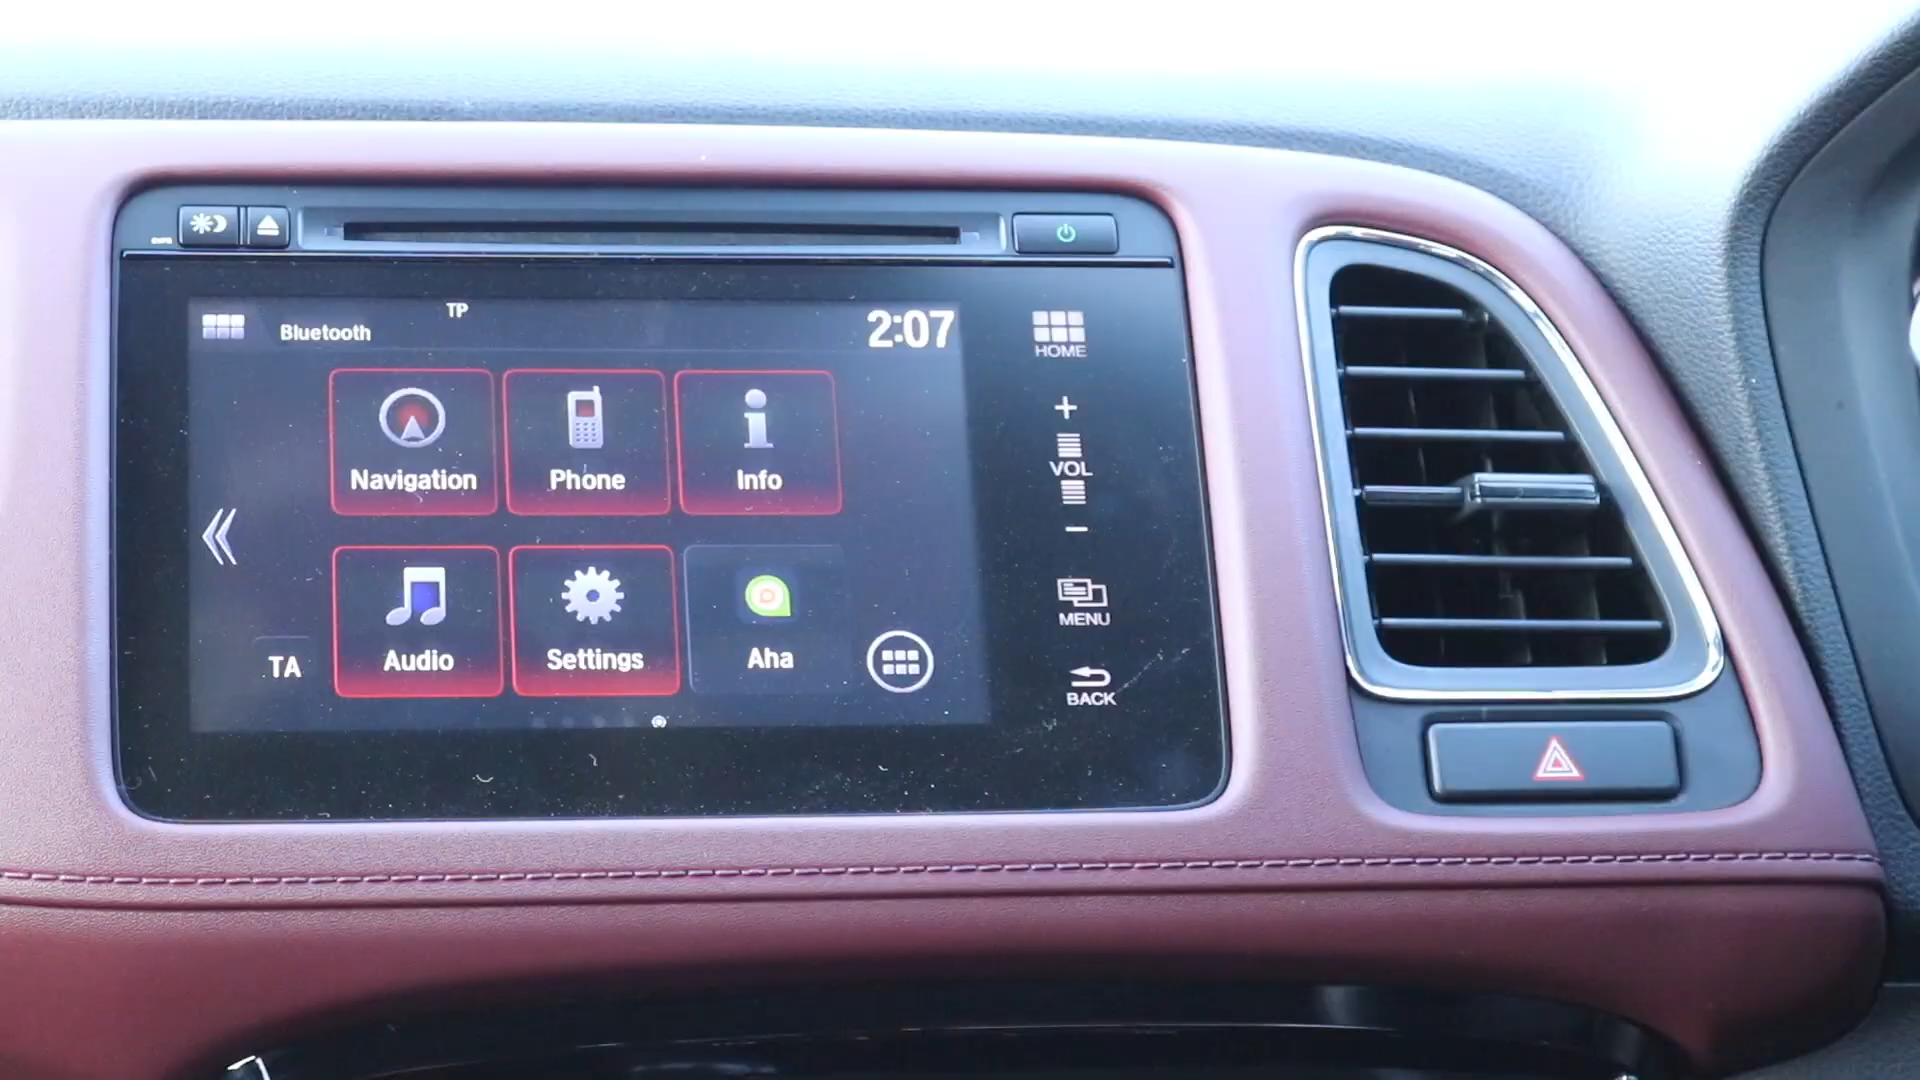 TP
Bluetooth
2:07
HOME
Navigation
Phone
Info
+
VOL
-
TA
Audio
Settings
Aha
MENU
BACK